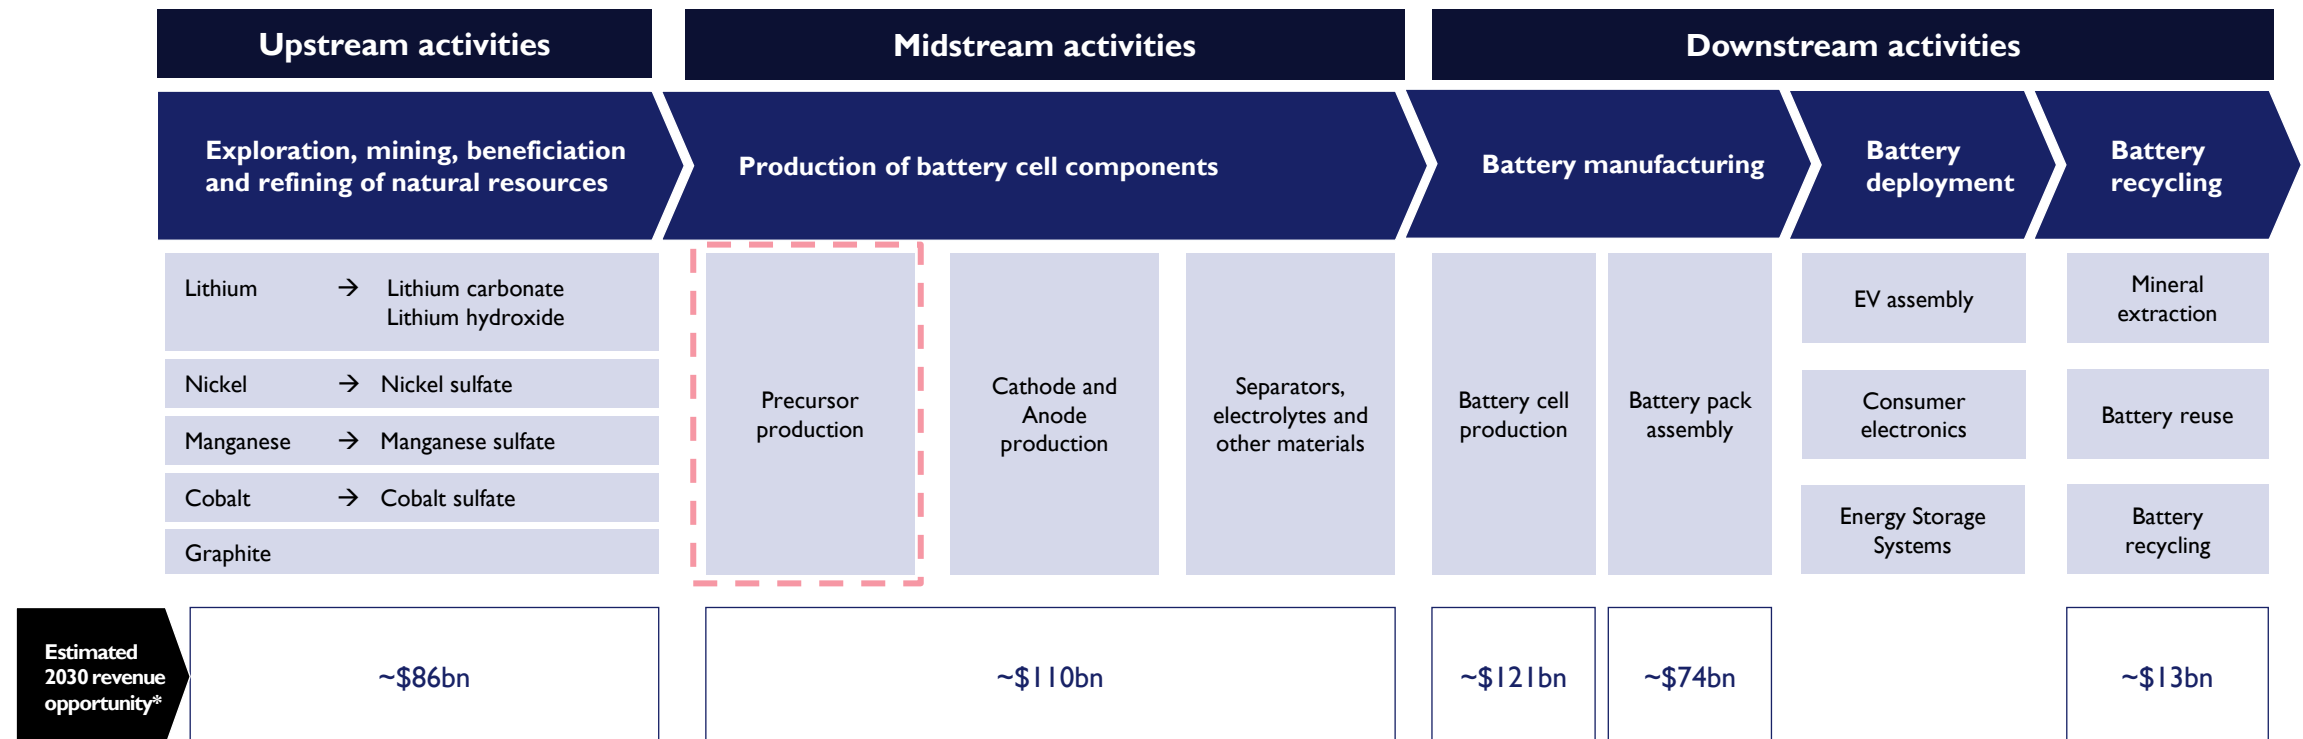 Upstream activities
Midstream activities
Downstream activities
Exploration, mining, beneficiation
and refining of natural resources
Production of battery cell components
Battery manufacturing
Battery
deployment
Battery
recycling
Lithium → Lithium carbonate
Lithium hydroxide
Nickel → Nickel sulfate
Manganese → Manganese sulfate
Cobalt → Cobalt sulfate
Graphite
Precursor
production
Cathode and
Anode
production
Separators,
electrolytes and
other materials
Battery cell
production
Battery pack
assembly
EV assembly
Consumer
electronics
Energy Storage
Systems
Mineral
extraction
Battery reuse
Battery
recycling
Estimated
2030 revenue
opportunity*
~$86bn
~$110bn
~$121bn
~$74bn
~$13bn